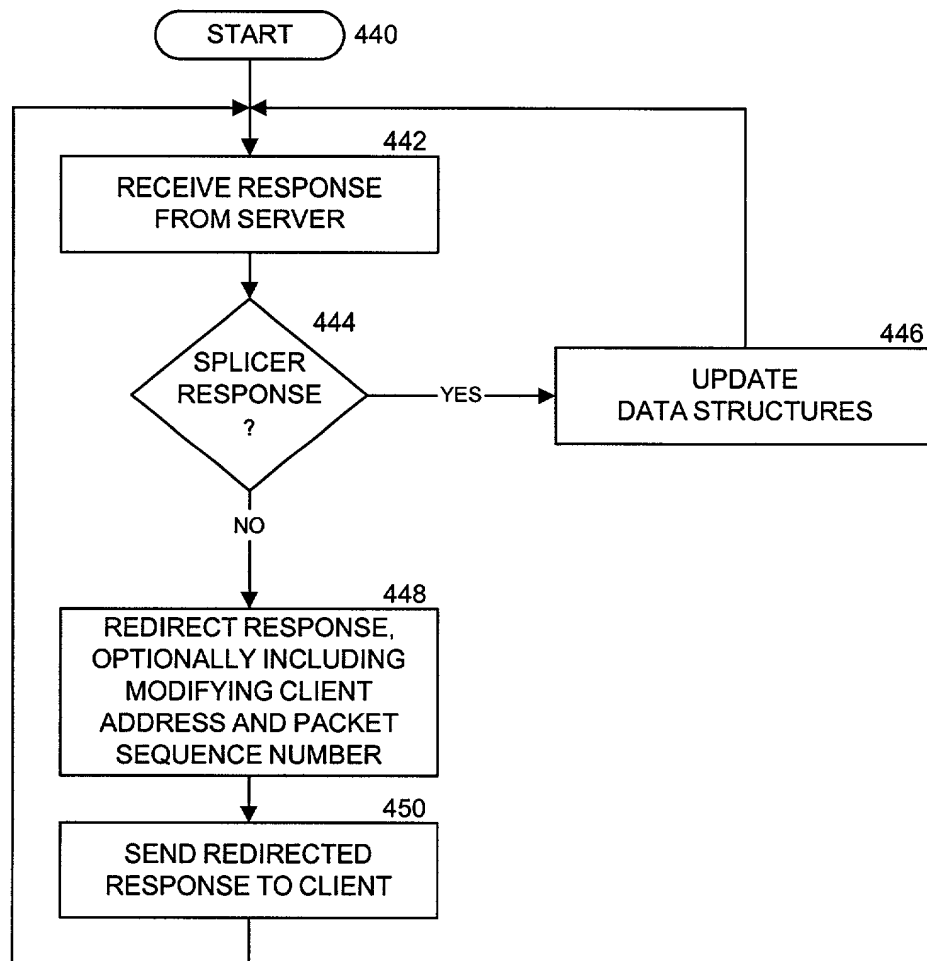 START
440
442
RECEIVE RESPONSE
FROM SERVER
444
SPLICER
RESPONSE
?
YES
446
UPDATE
DATA STRUCTURES
NO
448
REDIRECT RESPONSE,
OPTIONALLY INCLUDING
MODIFYING CLIENT
ADDRESS AND PACKET
SEQUENCE NUMBER
450
SEND REDIRECTED
RESPONSE TO CLIENT